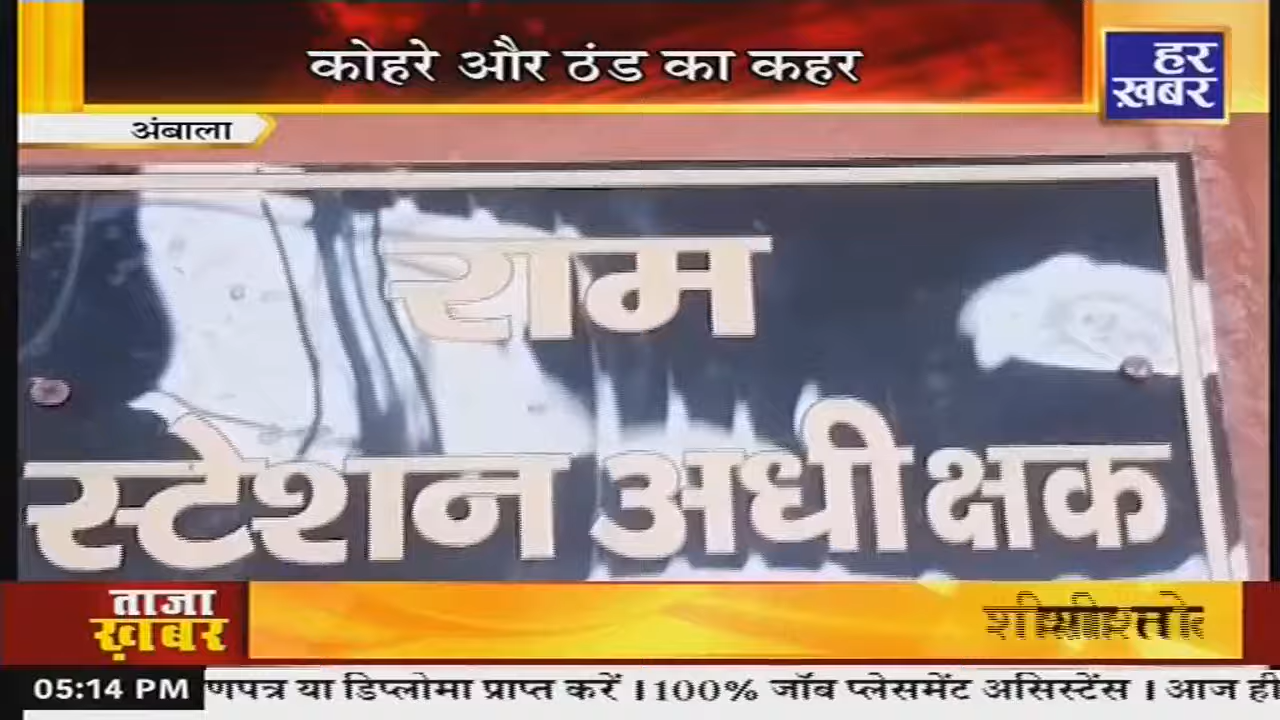 कोहरे और ठंड का कहर
हर
ख़बर
अंबाला
राम
स्टेशन अधीक्षक
ताजा
ख़बर
05:14 PM
णपत्र या डिप्लोमा प्राप्त करें । 100% जॉब प्लेसमेंट असिस्टेंस । आज ही